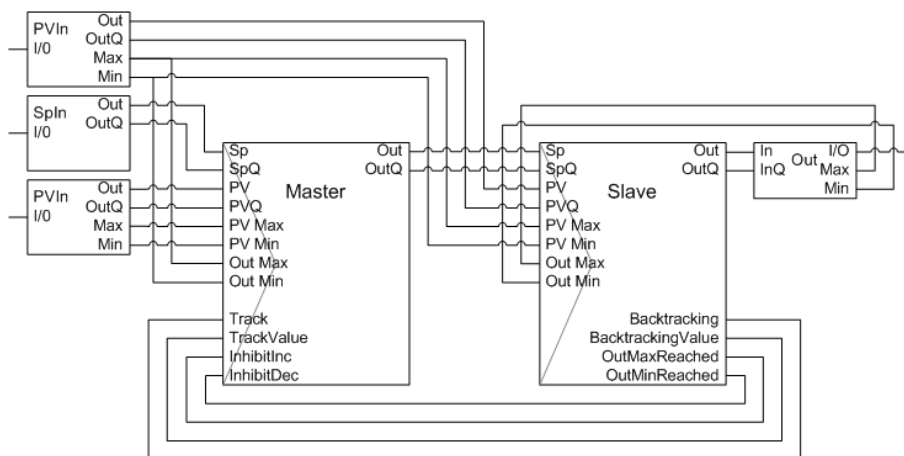 PVIn
I/0
Out
OutQ
Max
Min
SpIn
I/0
Out
OutQ
PVIn
I/0
Out
OutQ
Max
Min
Master
Sp
SpQ
PV
PVQ
PV Max
PV Min
Out Max
Out Min
Track
TrackValue
InhibitInc
InhibitDec
Out
OutQ
Slave
Sp
SpQ
PV
PVQ
PV Max
PV Min
Out Max
Out Min
Out
OutQ
Backtracking
BacktrackingValue
OutMaxReached
OutMinReached
In
InQ
Out
I/O
Max
Min